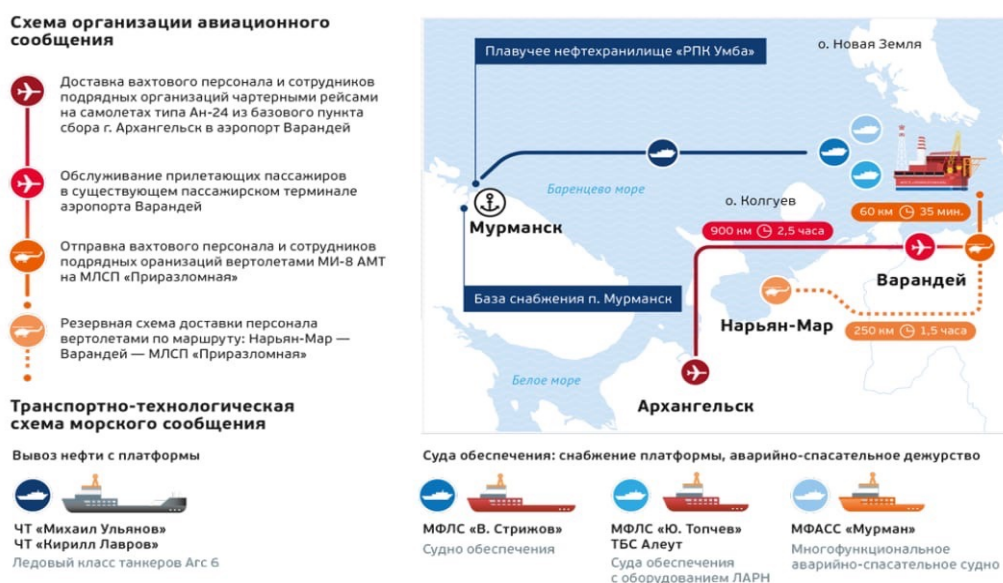 Схема организации авиационного
сообщения
Доставка вахтового персонала и сотрудников
подрядных организаций чартерными рейсами
на самолетах типа Ан-24 из базового пункта
сбора г. Архангельск в аэропорт Варандей
Обслуживание прилетающих пассажиров
в существующем пассажирском терминале
аэропорта Варандей
Отправка вахтового персонала и сотрудников
подрядных оранизаций вертолетами МИ-8 АМТ
на МЛСП «Приразломная»
Резервная схема доставки персонала
вертолетами по маршруту: Нарьян-Мар —
Варандей — МЛСП «Приразломная»
Плавучее нефтехранилище «РПК Умба»
о. Новая Земля
Баренцево море
Мурманск
о. Колгуев
60 км 35 мин.
900 км 2,5 часа
Варандей
База снабжения п. Мурманск
Нарьян-Мар
250 км 1,5 часа
Белое море
Архангельск
Транспортно-технологическая
схема морского сообщения
Вывоз нефти с платформы
ЧТ «Михаил Ульянов»
ЧТ «Кирилл Лавров»
Ледовый класс танкеров Arc 6
Суда обеспечения: снабжение платформы, аварийно-спасательное дежурство
МФЛС «В. Стрижов»
Судно обеспечения
МФЛС «Ю. Топчев»
ТБС Алеут
Суда обеспечения
с оборудованием ЛАРН
МФАСС «Мурман»
Многофункциональное
аварийно-спасательное судно